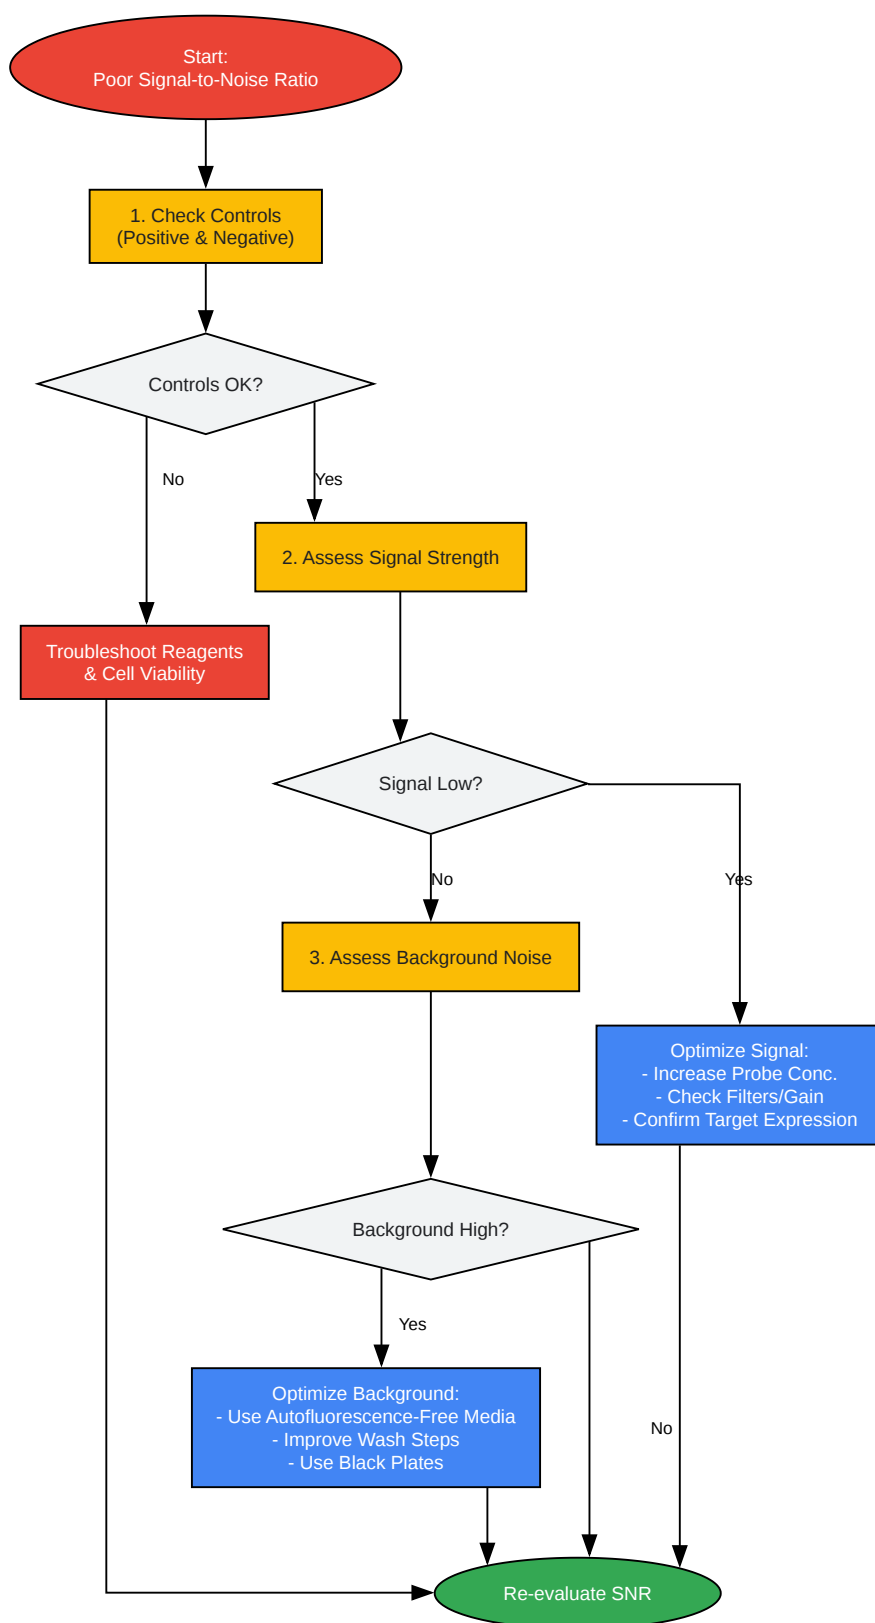 Start:
Poor Signal-to-Noise Ratio
1. Check Controls
(Positive & Negative)
Controls OK?
No
Yes
2. Assess Signal Strength
Troubleshoot Reagents
& Cell Viability
Signal Low?
No
Yes
3. Assess Background Noise
Optimize Signal:
- Increase Probe Conc.
- Check Filters/Gain
- Confirm Target Expression
Background High?
Yes
Optimize Background:
- Use Autofluorescence-Free Media
- Improve Wash Steps
- Use Black Plates
No
Re-evaluate SNR